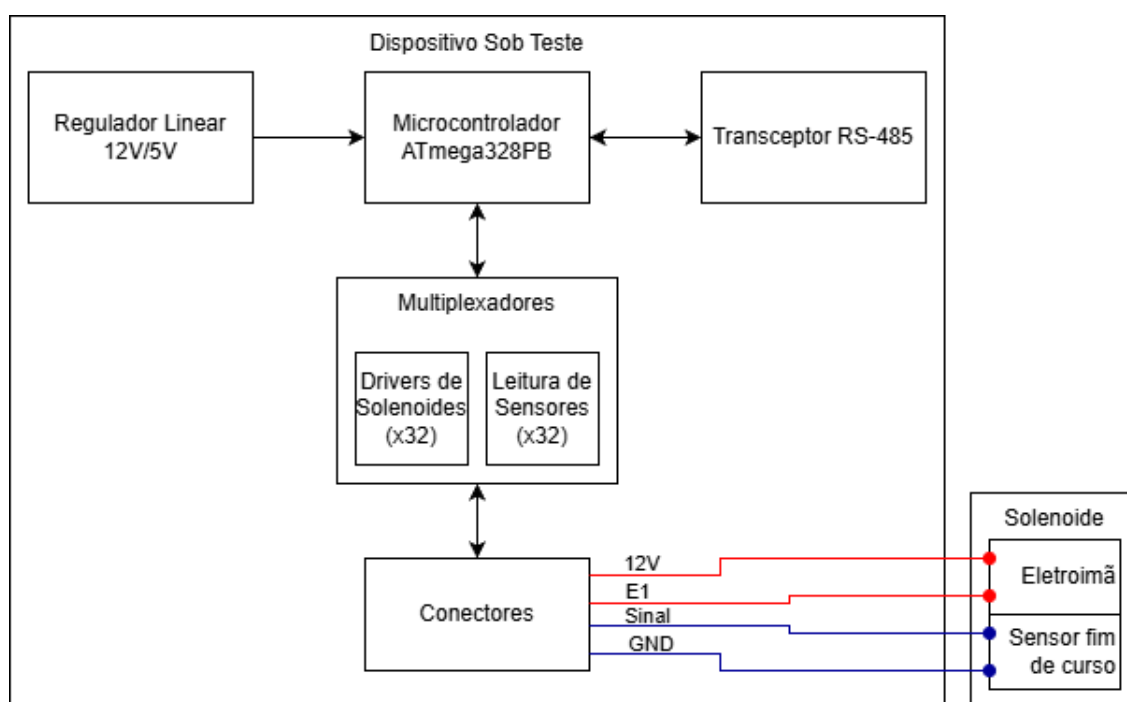 Dispositivo Sob Teste
Regulador Linear
12V/5V
Microcontrolador
ATmega328PB
Transceptor RS-485
Multiplexadores
Drivers de
Solenoides
(x32)
Leitura de
Sensores
(x32)
Conectores
12V
E1
Sinal
GND
Solenoide
Eletroimã
Sensor fim
de curso